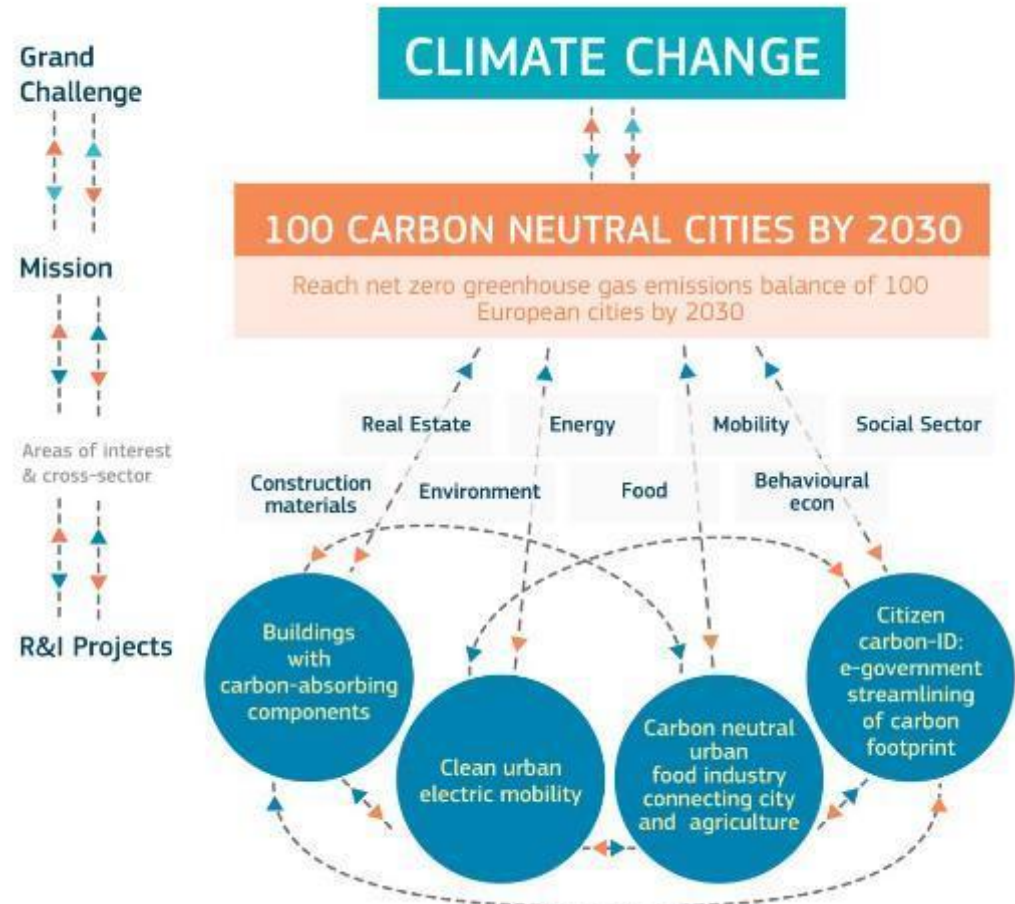 Grand
Challenge
CLIMATE CHANGE
Mission
100 CARBON NEUTRAL CITIES BY 2030
Reach net zero greenhouse gas emissions balance of 100
European cities by 2030
Areas of interest
& cross-sector
Real Estate
Energy
Mobility
Social Sector
Construction
materials
Environment
Food
Behavioural
econ
R&I Projects
Buildings
with
carbon-absorbing
components
Clean urban
electric mobility
Carbon neutral
urban
food industry
connecting city
and agriculture
Citizen
carbon-ID:
e-government
streamlining
of carbon
footprint